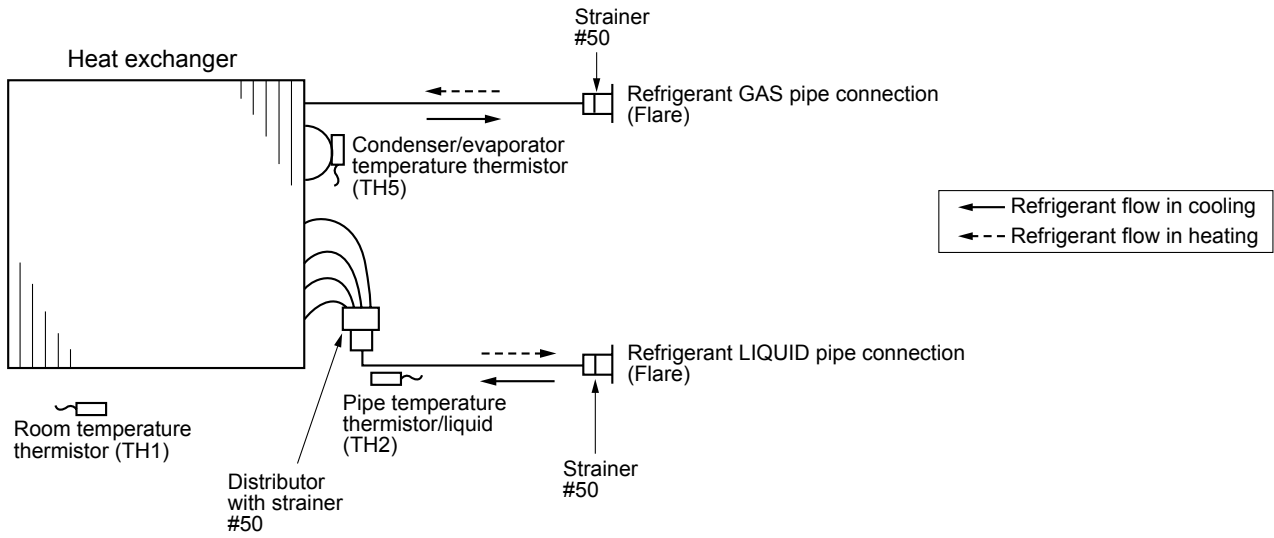 Strainer
#50
Heat exchanger
Refrigerant GAS pipe connection
(Flare)
Condenser/evaporator
temperature thermistor
(TH5)
Refrigerant flow in cooling
Refrigerant flow in heating
Refrigerant LIQUID pipe connection
(Flare)
Pipe temperature
thermistor/liquid
(TH2)
Room temperature
thermistor (TH1)
Distributor
with strainer
#50
Strainer
#50